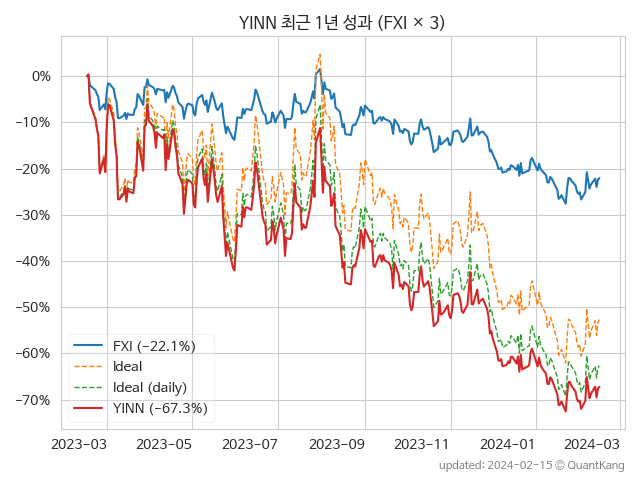 YINN 최근 1년 성과 (FXI × 3)
0%
−10%
−20%
−30%
−40%
−50%
−60%
−70%
FXI (−22.1%)
Ideal
Ideal (daily)
YINN (−67.3%)
2023-03
2023-05
2023-07
2023-09
2023-11
2024-01
2024-03
updated: 2024-02-15 © QuantKang